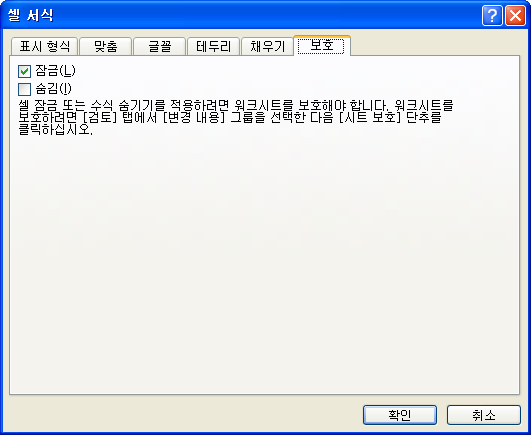 셀 서식
표시 형식 맞춤 글꼴 테두리 채우기 보호
잠금(L)
숨김(I)
셀 잠금 또는 수식 숨기기를 적용하려면 워크시트를 보호해야 합니다. 워크시트를
보호하려면 [검토] 탭에서 [변경 내용] 그룹을 선택한 다음 [시트 보호] 단추를
클릭하십시오.
확인 취소